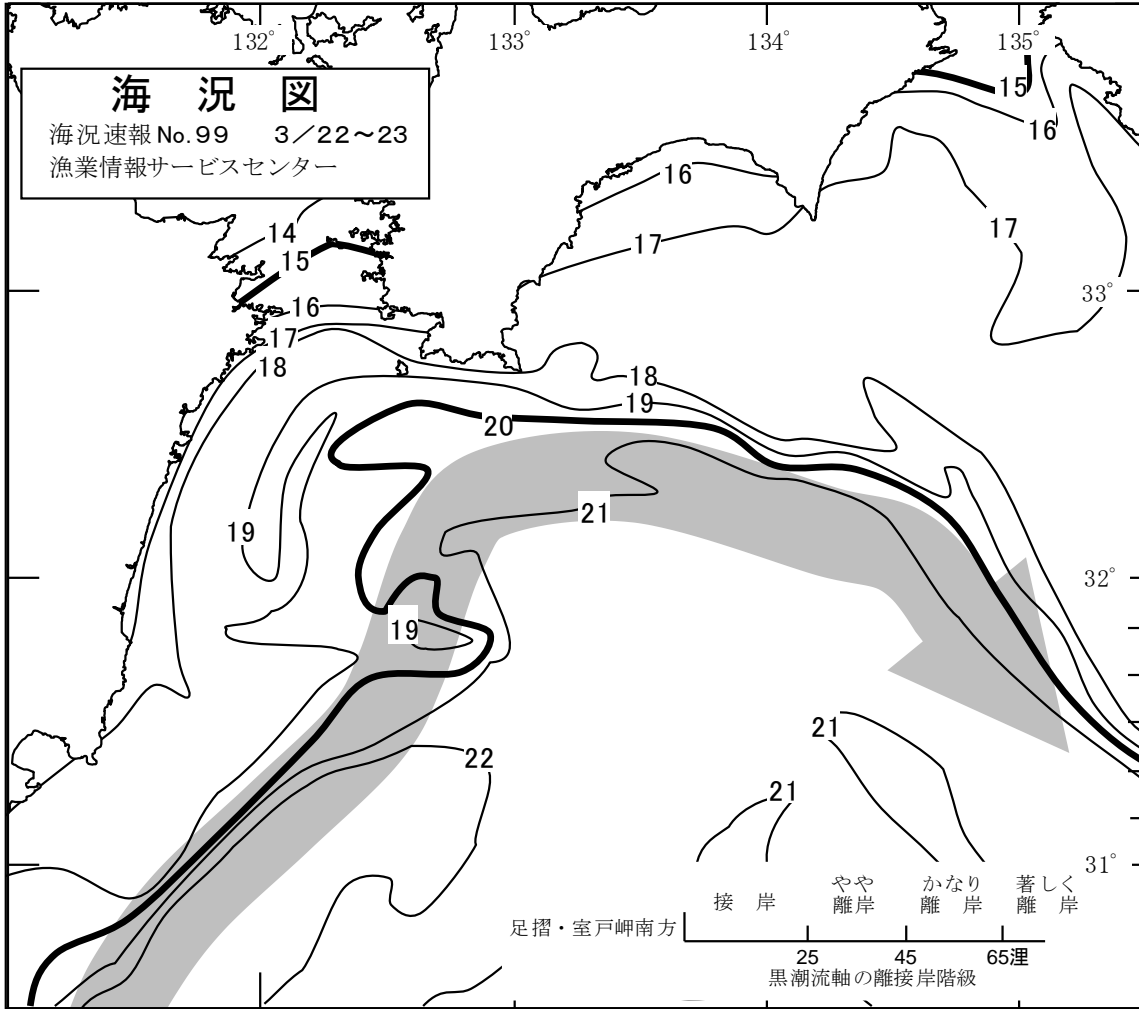 132°
133°
134°
135°
海況図
海況速報No.99 3／22～23
漁業情報サービスセンター
15
16
16
17
17
14
15
16
17
18
33°
18
19
20
19
21
32°
19
22
21
21
31°
接岸
やや離岸
かなり離岸
著しく離岸
足摺・室戸岬南方
25 45 65浬
黒潮流軸の離接岸階級